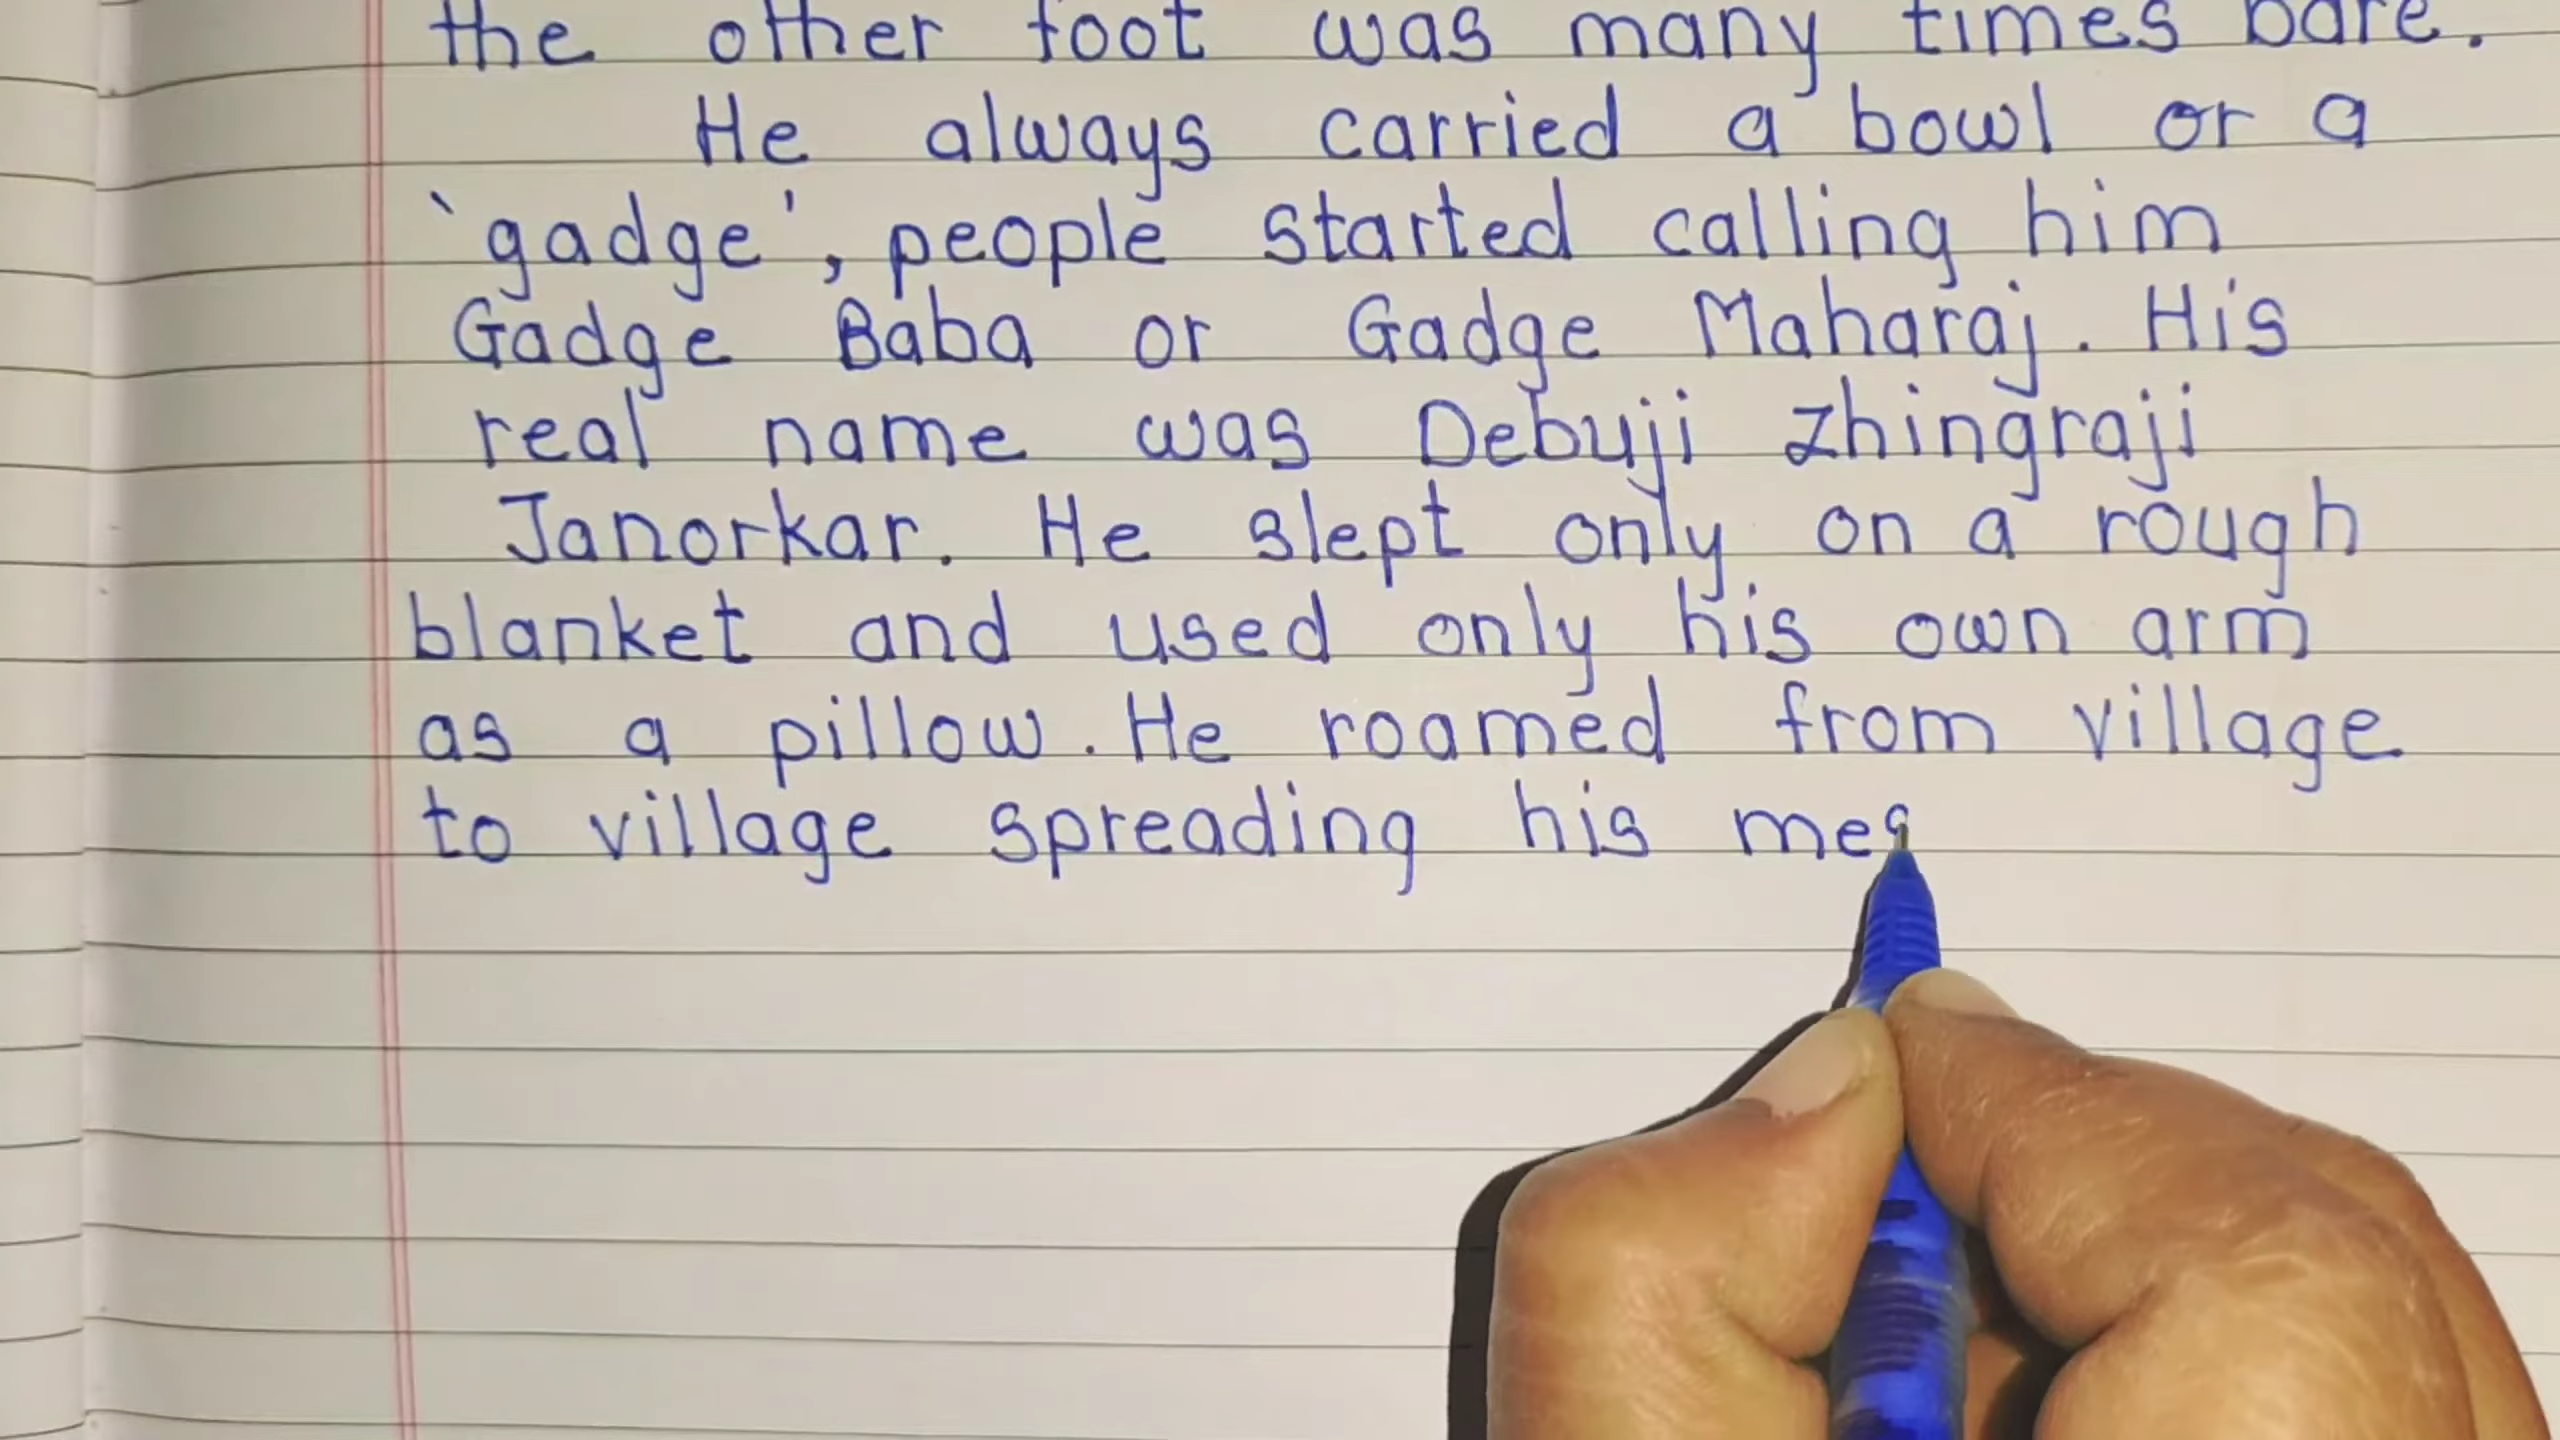 the other foot was many times bare.
He always carried a bowl or a
‘gadge’, people started calling him
Gadge Baba or Gadge Maharaj. His
real name was Debuji Zhingraji
Janorkar. He slept only on a rough
blanket and used only his own arm
as a pillow. He roamed from village
to village spreading his mes